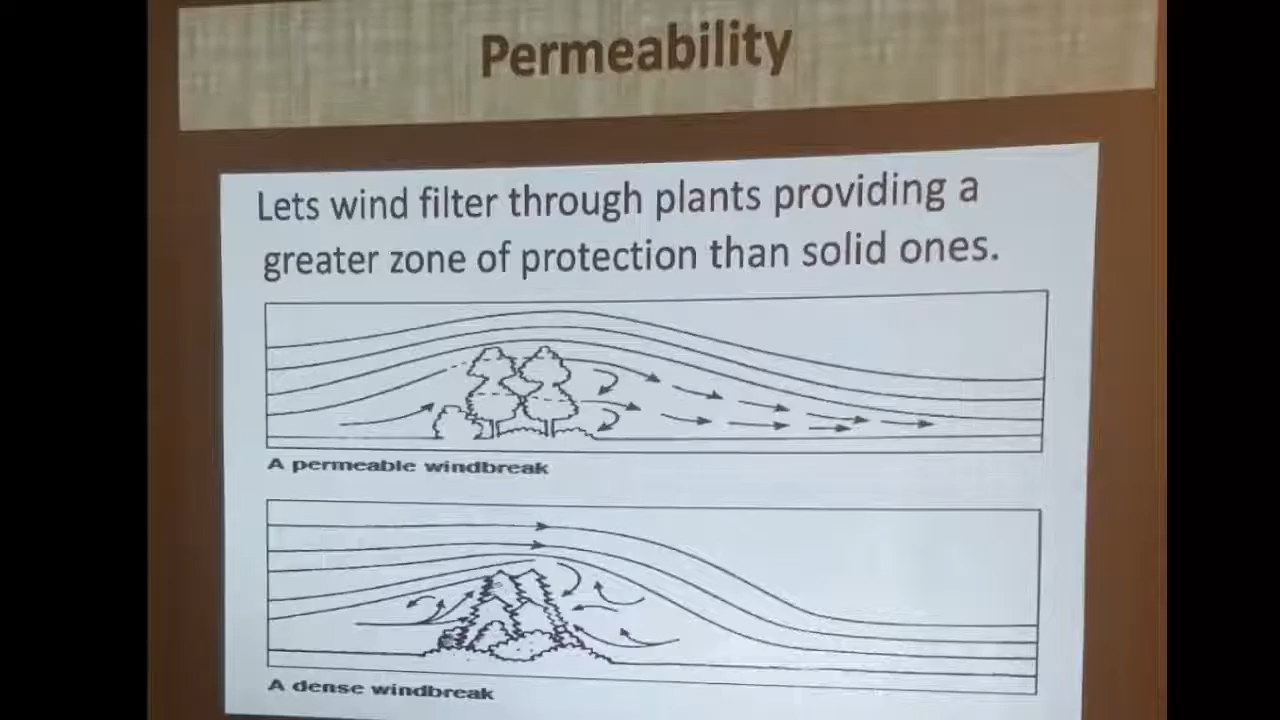 Permeability
Lets wind filter through plants providing a
greater zone of protection than solid ones.
A permeable windbreak
A dense windbreak